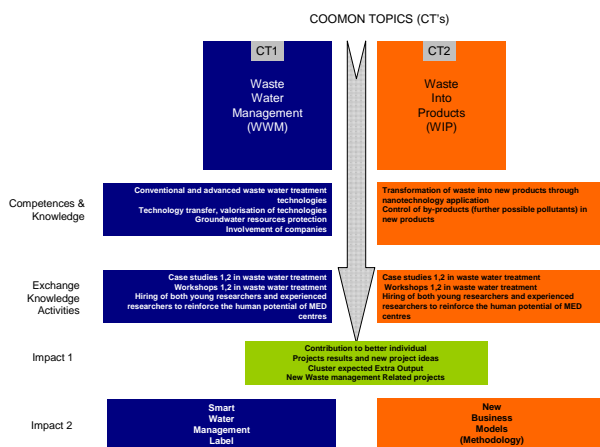 COOMON TOPICS (CT's)
CT1
Waste
Water
Management
(WWM)
CT2
Waste
Into
Products
(WIP)
Competences &
Knowledge
Conventional and advanced waste water treatment
technologies
Technology transfer, valorisation of technologies
Groundwater resources protection
Involvement of companies
Transformation of waste into new products through
nanotechnology application
Control of by-products (further possible pollutants) in
new products
Exchange
Knowledge
Activities
Case studies 1,2 in waste water treatment
Workshops 1,2 in waste water treatment
Hiring of both young researchers and experienced
researchers to reinforce the human potential of MED
centres
Case studies 1,2 in waste water treatment
Workshops 1,2 in waste water treatment
Hiring of both young researchers and experienced
researchers to reinforce the human potential of MED
centres
Impact 1
Contribution to better individual
Projects results and new project ideas
Cluster expected Extra Output
New Waste management Related projects
Impact 2
Smart
Water
Management
Label
New
Business
Models
(Methodology)